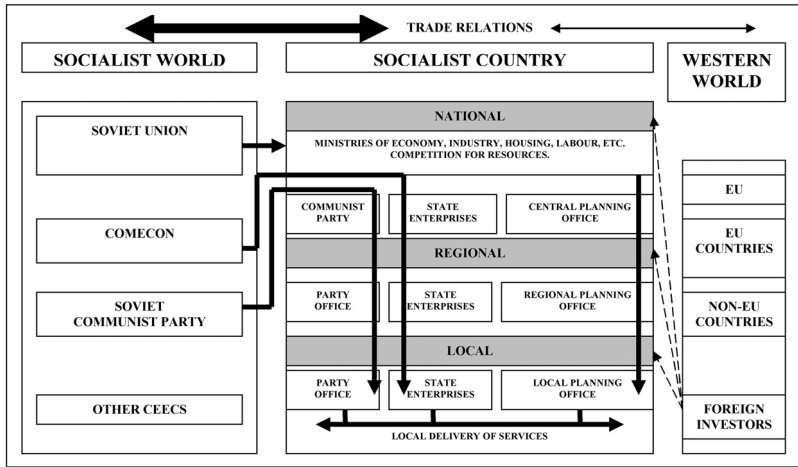 TRADE RELATIONS
SOCIALIST WORLD
SOCIALIST COUNTRY
WESTERN
WORLD
SOVIET UNION
COMECON
SOVIET
COMMUNIST PARTY
OTHER CEECS
NATIONAL
MINISTRIES OF ECONOMY, INDUSTRY, HOUSING, LABOUR, ETC.
COMPETITION FOR RESOURCES.
COMMUNIST
PARTY
STATE
ENTERPRISES
CENTRAL PLANNING
OFFICE
REGIONAL
PARTY
OFFICE
STATE
ENTERPRISES
REGIONAL PLANNING
OFFICE
LOCAL
PARTY
OFFICE
STATE
ENTERPRISES
LOCAL PLANNING
OFFICE
LOCAL DELIVERY OF SERVICES
EU
EU
COUNTRIES
NON-EU
COUNTRIES
FOREIGN
INVESTORS